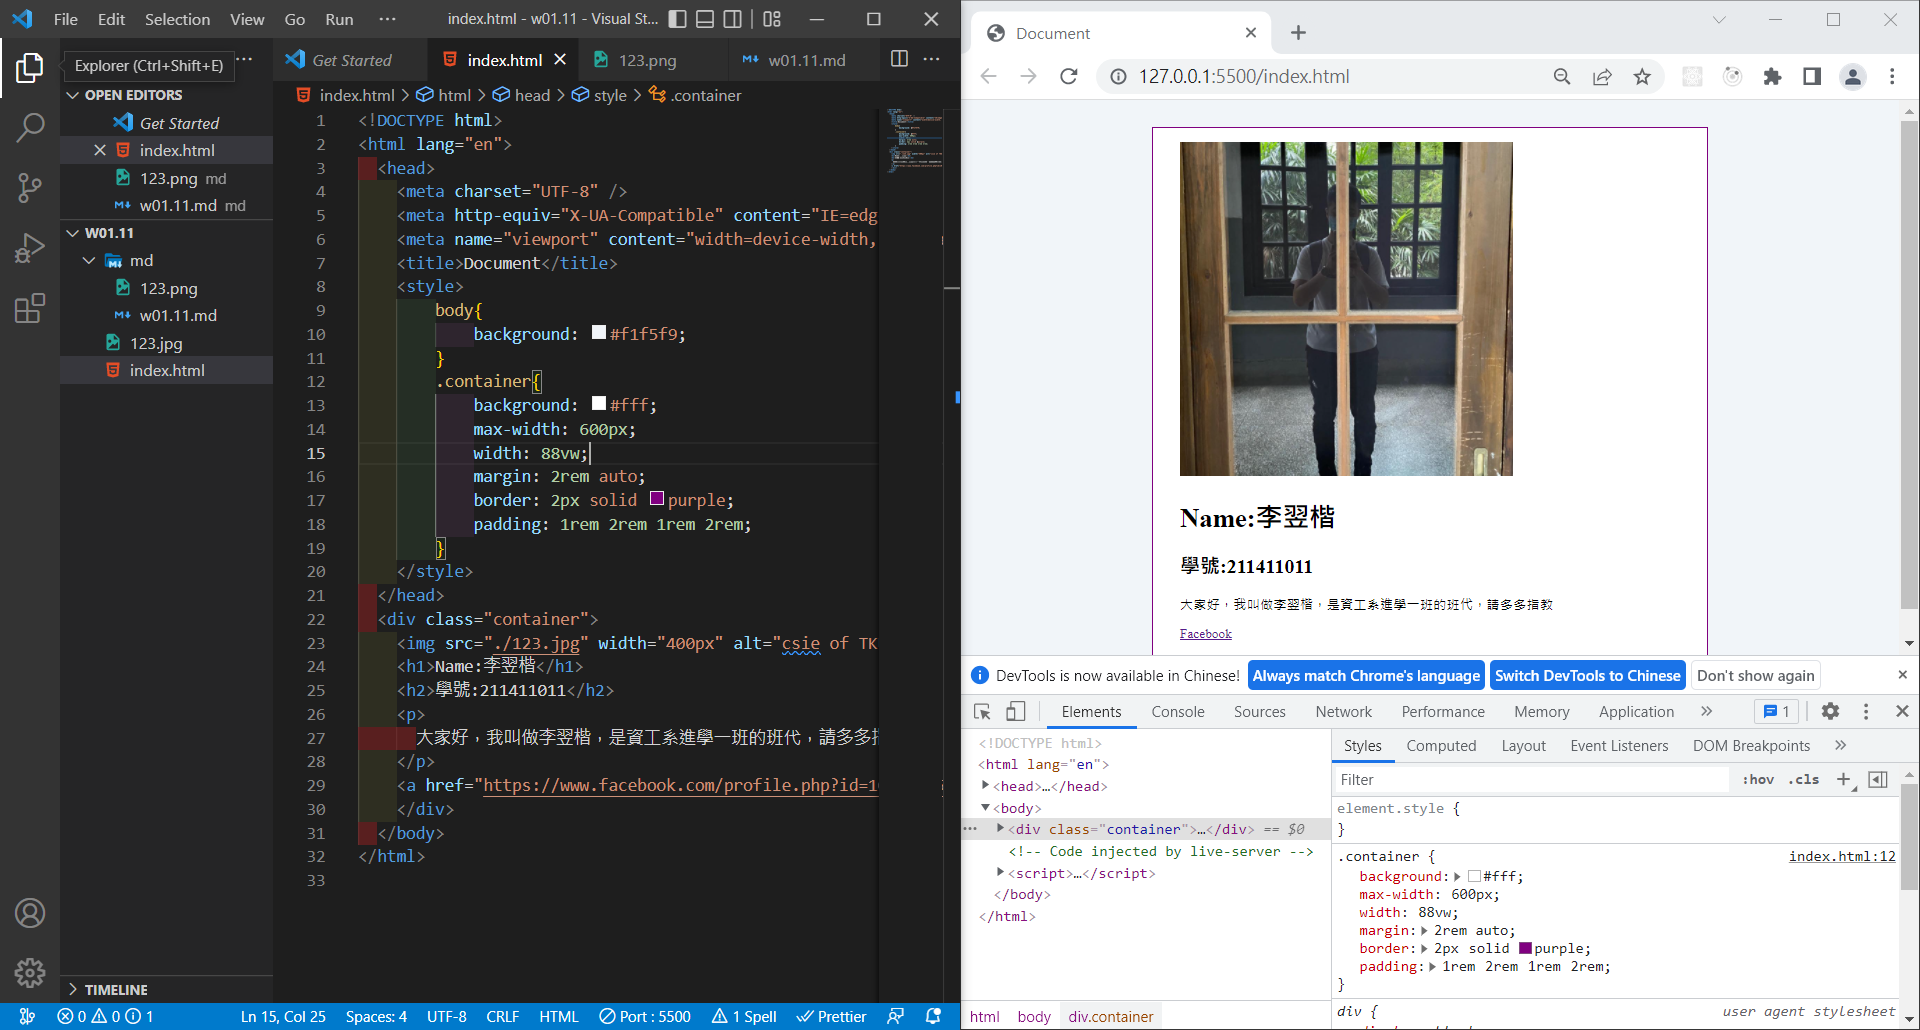 File Edit Selection View Go Run ··· index.html - w01.11 - Visual St...
Explorer (Ctrl+Shift+E) ···
OPEN EDITORS
Get Started
index.html
123.png md
w01.11.md md
W01.11
md
123.png
w01.11.md
123.jpg
index.html
TIMELINE
Get Started index.html 123.png w01.11.md
index.html > html > head > style > .container
1 <!DOCTYPE html>
2 <html lang="en">
3 <head>
4 <meta charset="UTF-8" />
5 <meta http-equiv="X-UA-Compatible" content="IE=edg
6 <meta name="viewport" content="width=device-width,
7 <title>Document</title>
8 <style>
9 body{
10 background: #f1f5f9;
11 }
12 .container{
13 background: #fff;
14 max-width: 600px;
15 width: 88vw;
16 margin: 2rem auto;
17 border: 2px solid purple;
18 padding: 1rem 2rem 1rem 2rem;
19 }
20 </style>
21 </head>
22 <div class="container">
23 <img src="./123.jpg" width="400px" alt="csie of TK
24 <h1>Name:李翌楷</h1>
25 <h2>學號:211411011</h2>
26 <p>
27 大家好，我叫做李翌楷，是資工系進學一班的班代，請多多指
28 </p>
29 <a href="https://www.facebook.com/profile.php?id=1
30 </div>
31 </body>
32 </html>
33
0 0 1 Ln 15, Col 25 Spaces: 4 UTF-8 CRLF HTML Port : 5500 1 Spell Prettier
Document
127.0.0.1:5500/index.html
Name:李翌楷
學號:211411011
大家好，我叫做李翌楷，是資工系進學一班的班代，請多多指教
Facebook
DevTools is now available in Chinese! Always match Chrome's language Switch DevTools to Chinese Don't show again
Elements Console Sources Network Performance Memory Application » 1
<!DOCTYPE html>
<html lang="en">
<head>…</head>
<body>
··· <div class="container">…</div> == $0
<!-- Code injected by live-server -->
<script>…</script>
</body>
</html>
html body div.container
Styles Computed Layout Event Listeners DOM Breakpoints »
Filter :hov .cls +
element.style {
}
.container { index.html:12
background: #fff;
max-width: 600px;
width: 88vw;
margin: 2rem auto;
border: 2px solid purple;
padding: 1rem 2rem 1rem 2rem;
}
div { user agent stylesheet